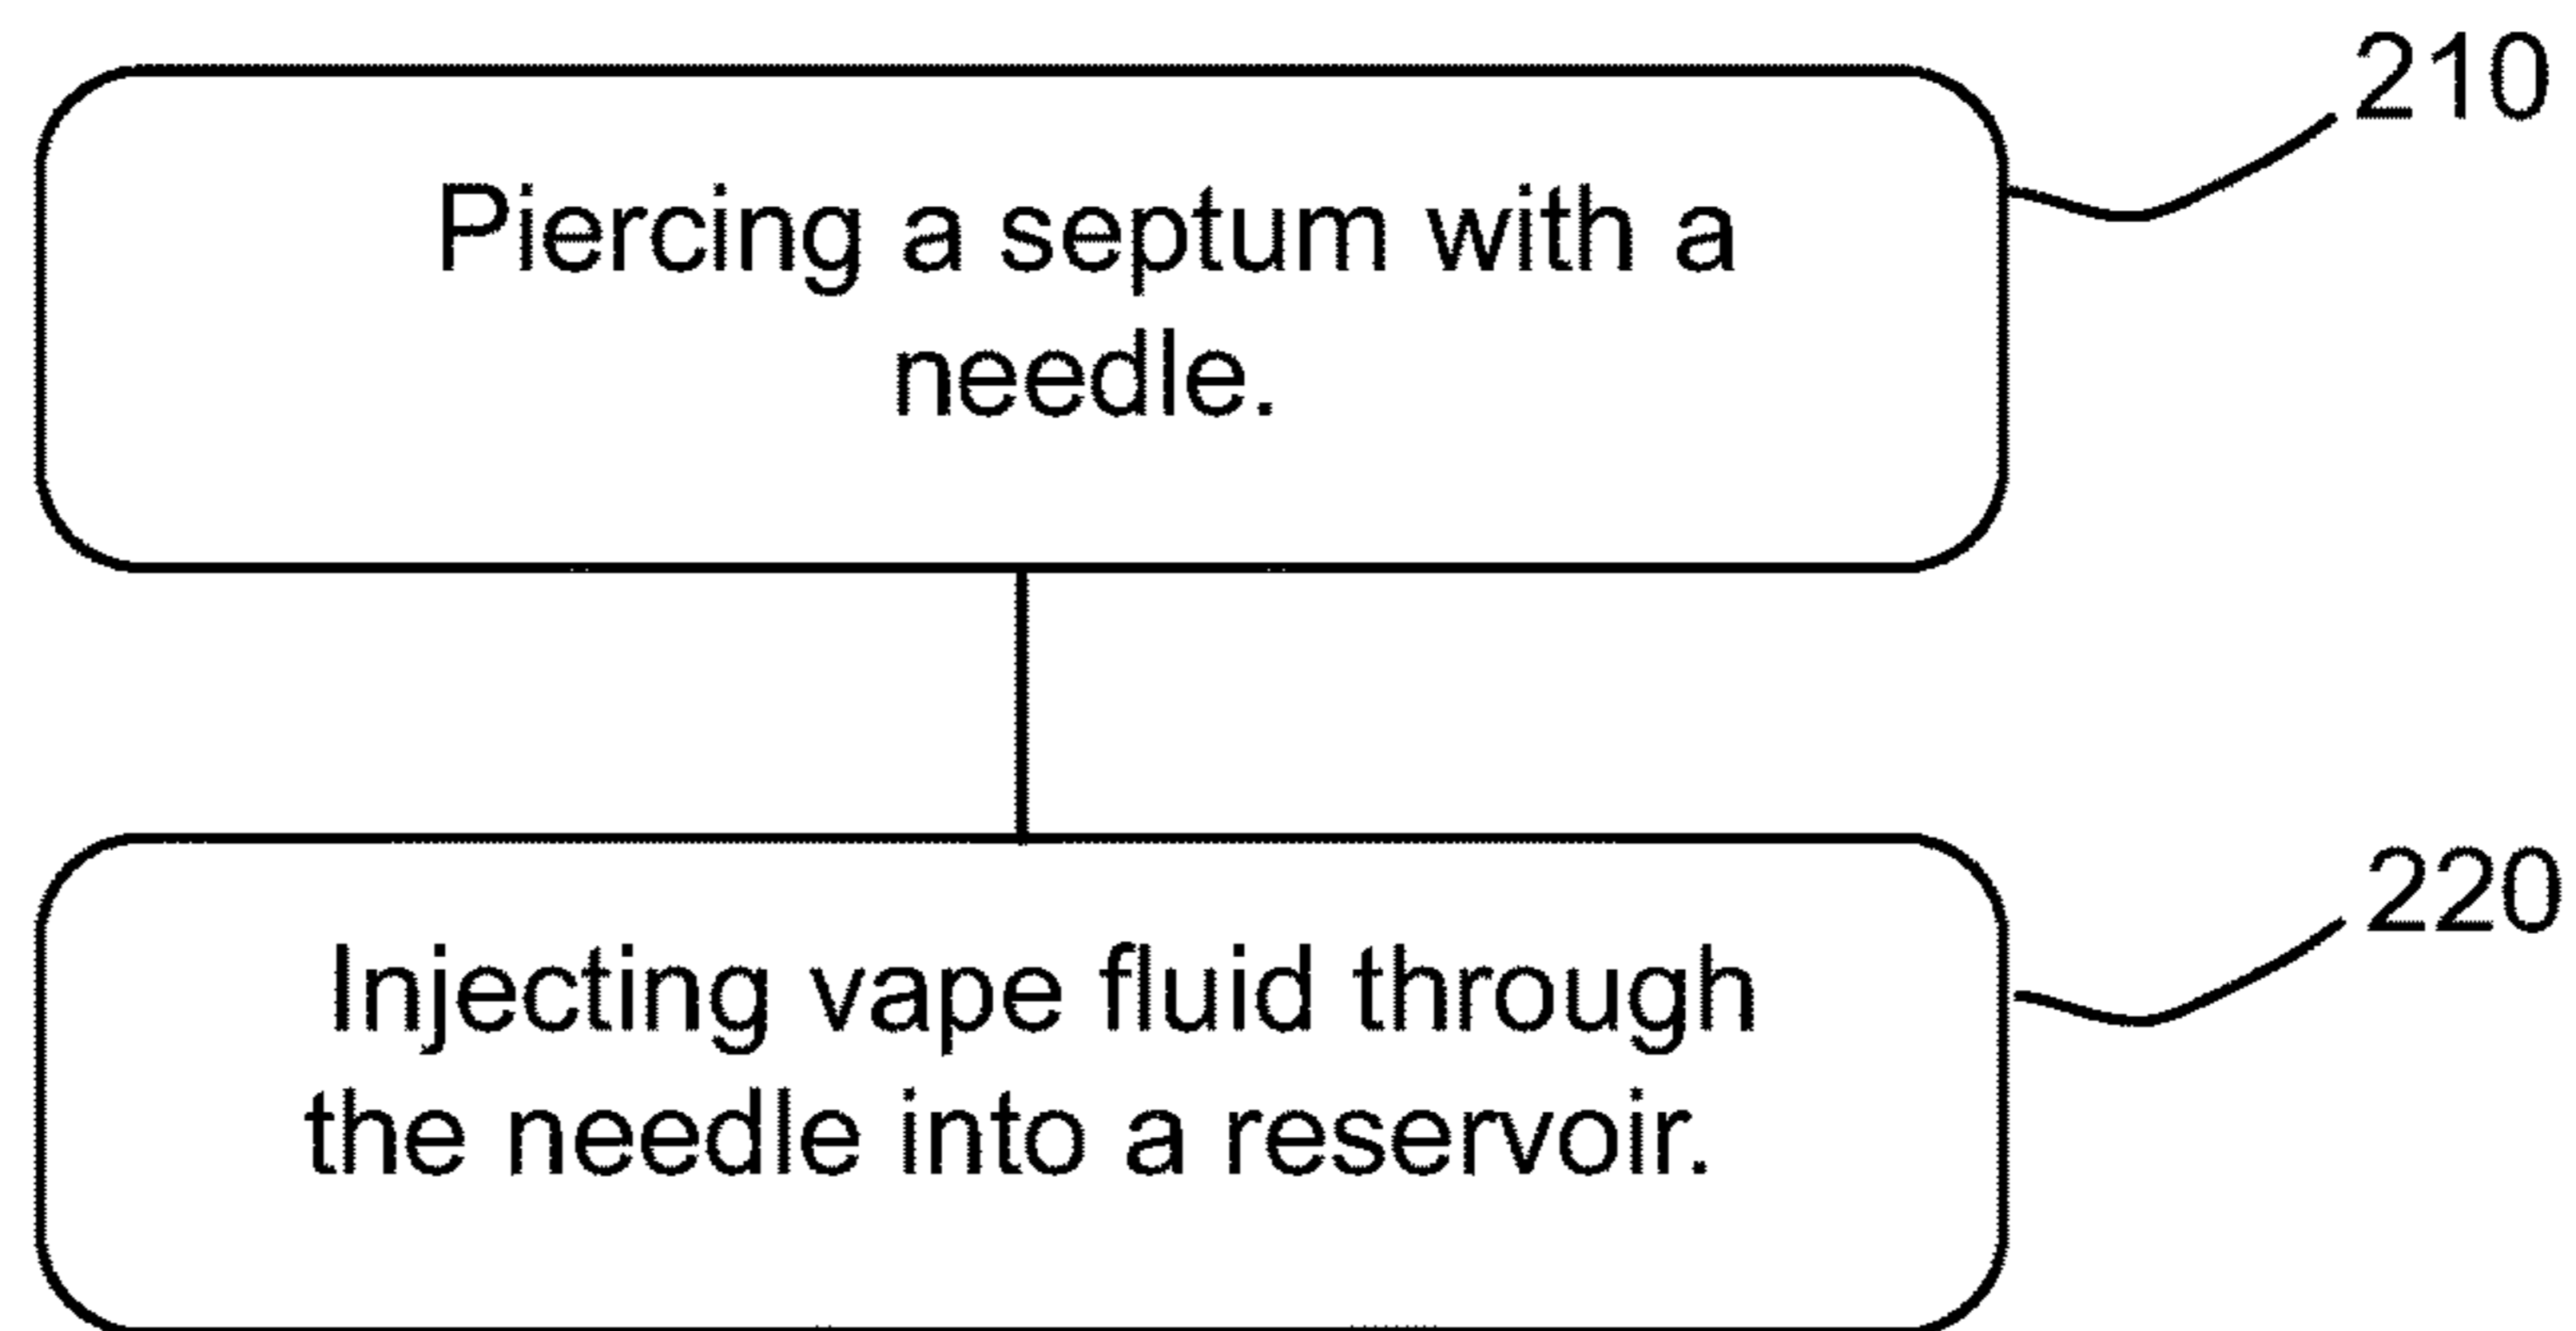 210
Piercing a septum with a
needle.
220
Injecting vape fluid through
the needle into a reservoir.